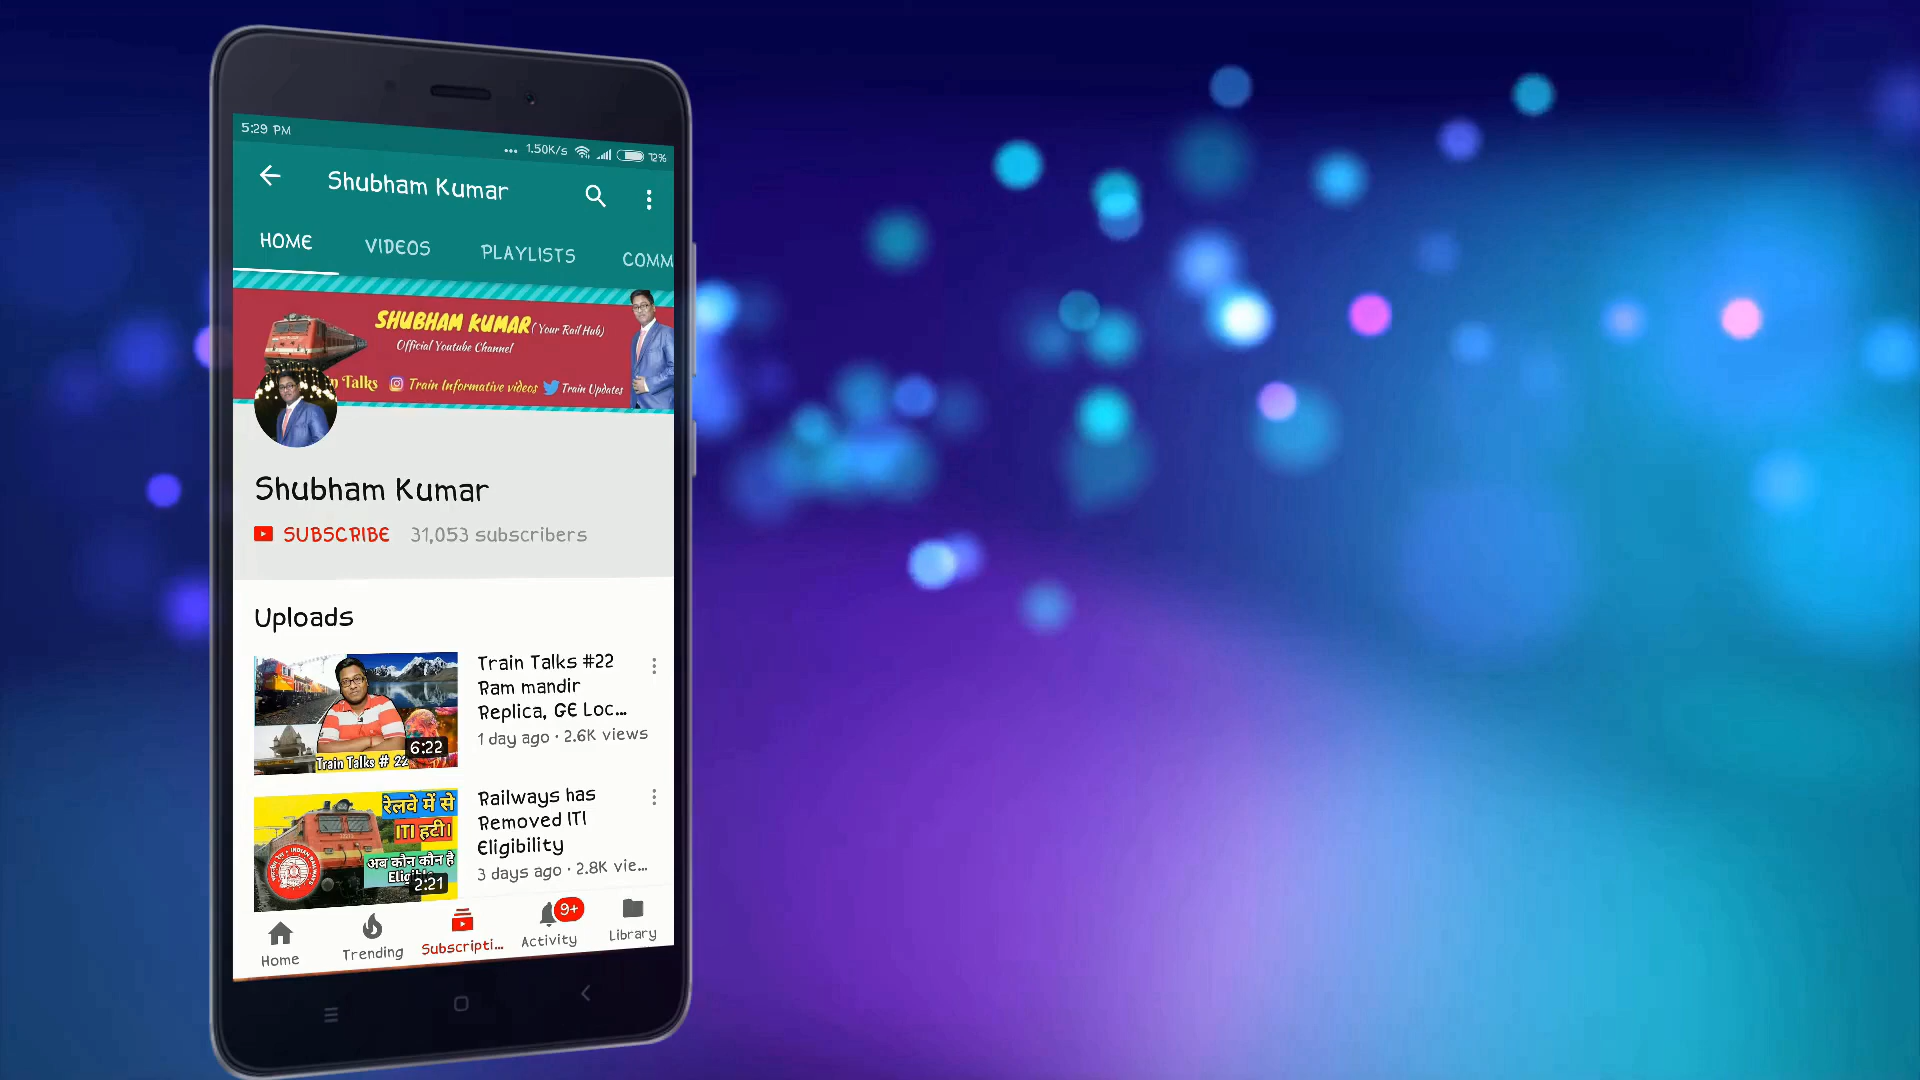 5:29 PM
... 1.50K/s 72%
Shubham Kumar
HOME VIDEOS PLAYLISTS COMM
SHUBHAM KUMAR ( Your Rail Hub)
Official Youtube Channel
Talks Train Informative videos Train Updates
Shubham Kumar
SUBSCRIBE 31,053 subscribers
Uploads
Train Talks #22
Ram mandir
Replica, GE Loc...
1 day ago · 2.6K views
6:22
Train Talks # 22
Railways has
Removed ITI
Eligibility
3 days ago · 2.8K vie...
रेलवे में से
ITI हटी।
अब कौन कौन है
2:21
Home Trending Subscripti... Activity 9+ Library